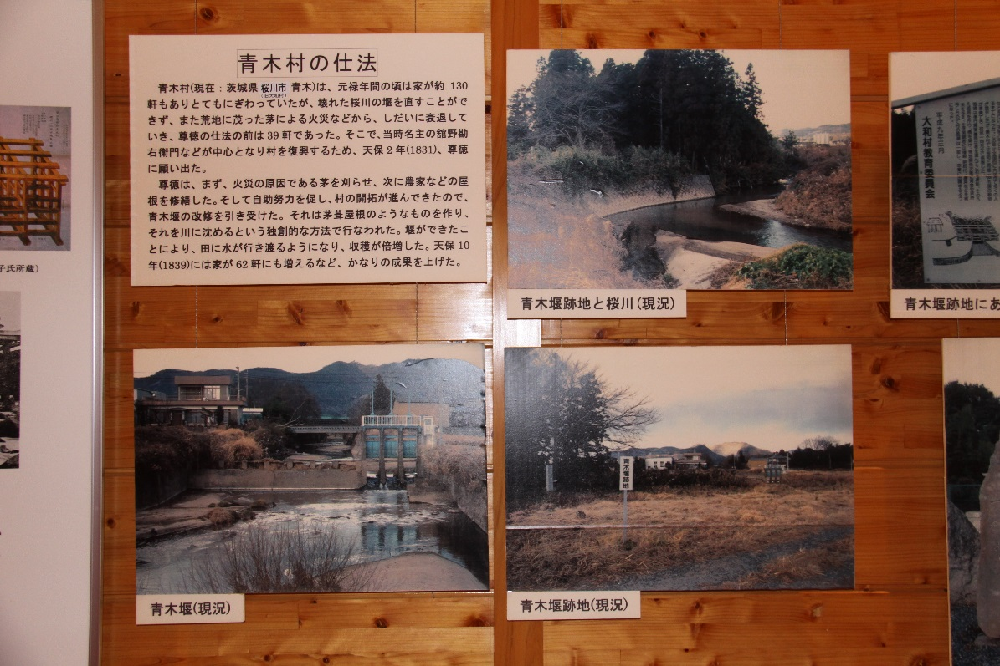 青木村の仕法
青木村(現在：茨城県 桜川市 青木)は、元禄年間の頃は家が約 130
(旧大和村)
軒もありとてもにぎわっていたが、壊れた桜川の堰を直すことがで
きず、また荒地に茂った茅による火災などから、しだいに衰退して
いき、尊徳の仕法の前は 39 軒であった。そこで、当時名主の舘野勘
右衛門などが中心となり村を復興するため、天保 2 年(1831)、尊徳
に願い出た。
尊徳は、まず、火災の原因である茅を刈らせ、次に農家などの屋
根を修繕した。そして自助努力を促し、村の開拓が進んできたので、
青木堰の改修を引き受けた。それは茅葺屋根のようなものを作り、
それを川に沈めるという独創的な方法で行なわれた。堰ができたこ
とにより、田に水が行き渡るようになり、収穫が倍増した。天保 10
年(1839)には家が 62 軒にも増えるなど、かなりの成果を上げた。
子氏所蔵)
青木堰跡地と桜川(現況)
平成九年三月
大和村教育委員会
青木堰跡地にあ
青木堰(現況)
青木堰跡地
青木堰跡地(現況)